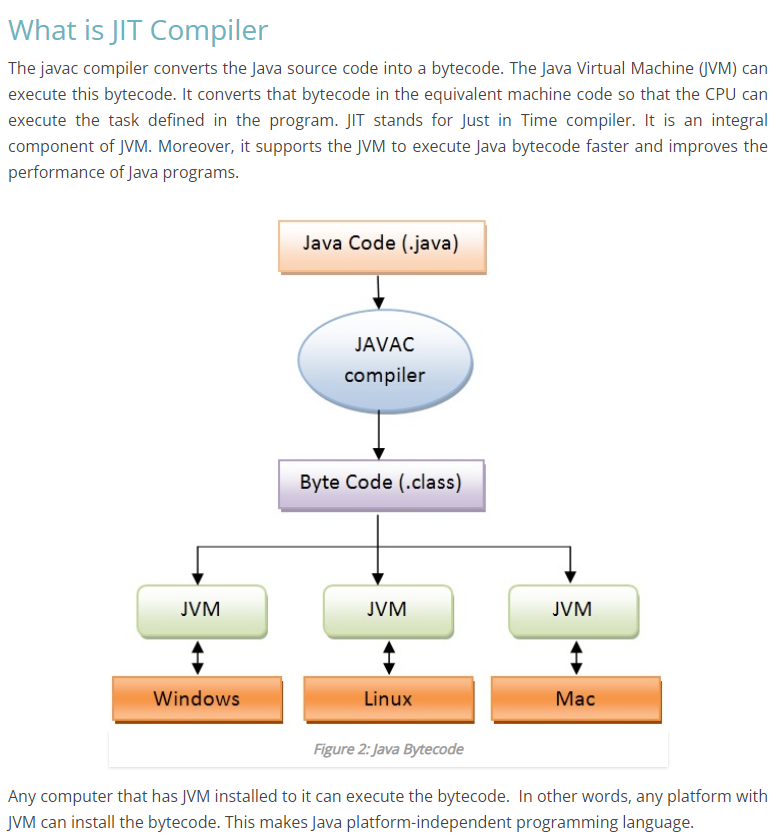 What is JIT Compiler
The javac compiler converts the Java source code into a bytecode. The Java Virtual Machine (JVM) can
execute this bytecode. It converts that bytecode in the equivalent machine code so that the CPU can
execute the task defined in the program. JIT stands for Just in Time compiler. It is an integral
component of JVM. Moreover, it supports the JVM to execute Java bytecode faster and improves the
performance of Java programs.
Java Code (.java)
JAVAC
compiler
Byte Code (.class)
JVM
JVM
JVM
Windows
Linux
Mac
Figure 2: Java Bytecode
Any computer that has JVM installed to it can execute the bytecode.  In other words, any platform with
JVM can install the bytecode. This makes Java platform-independent programming language.